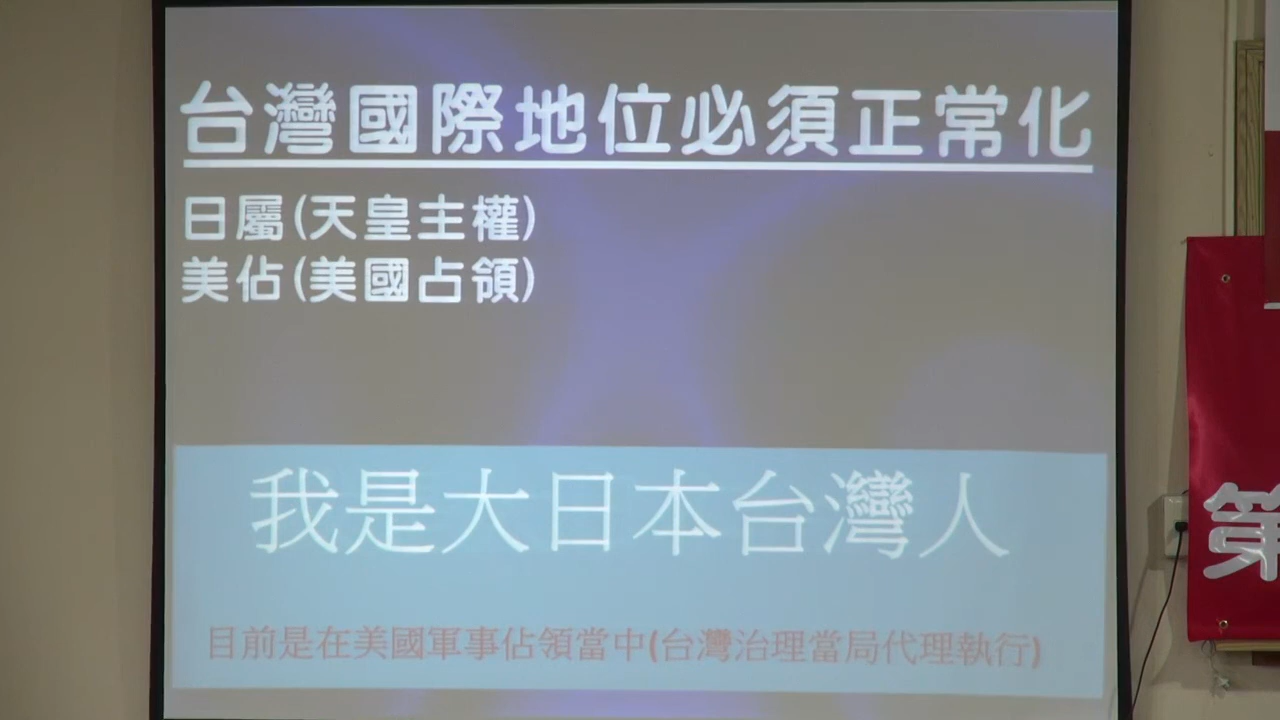 台灣國際地位必須正常化
日屬(天皇主權)
美佔(美國占領)
我是大日本台灣人
目前是在美國軍事佔領當中(台灣治理當局代理執行)
第